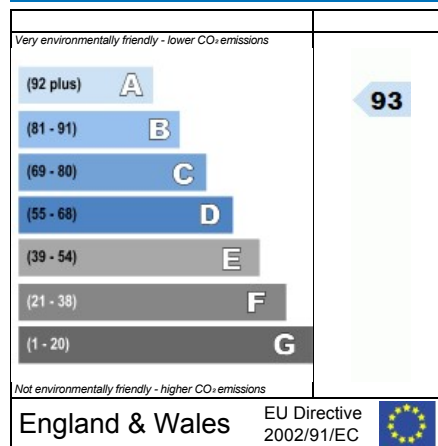 Very environmentally friendly - lower CO₂ emissions
(92 plus) A
93
(81 - 91) B
(69 - 80) C
(55 - 68) D
(39 - 54) E
(21 - 38) F
(1 - 20) G
Not environmentally friendly - higher CO₂ emissions
England & Wales
EU Directive
2002/91/EC